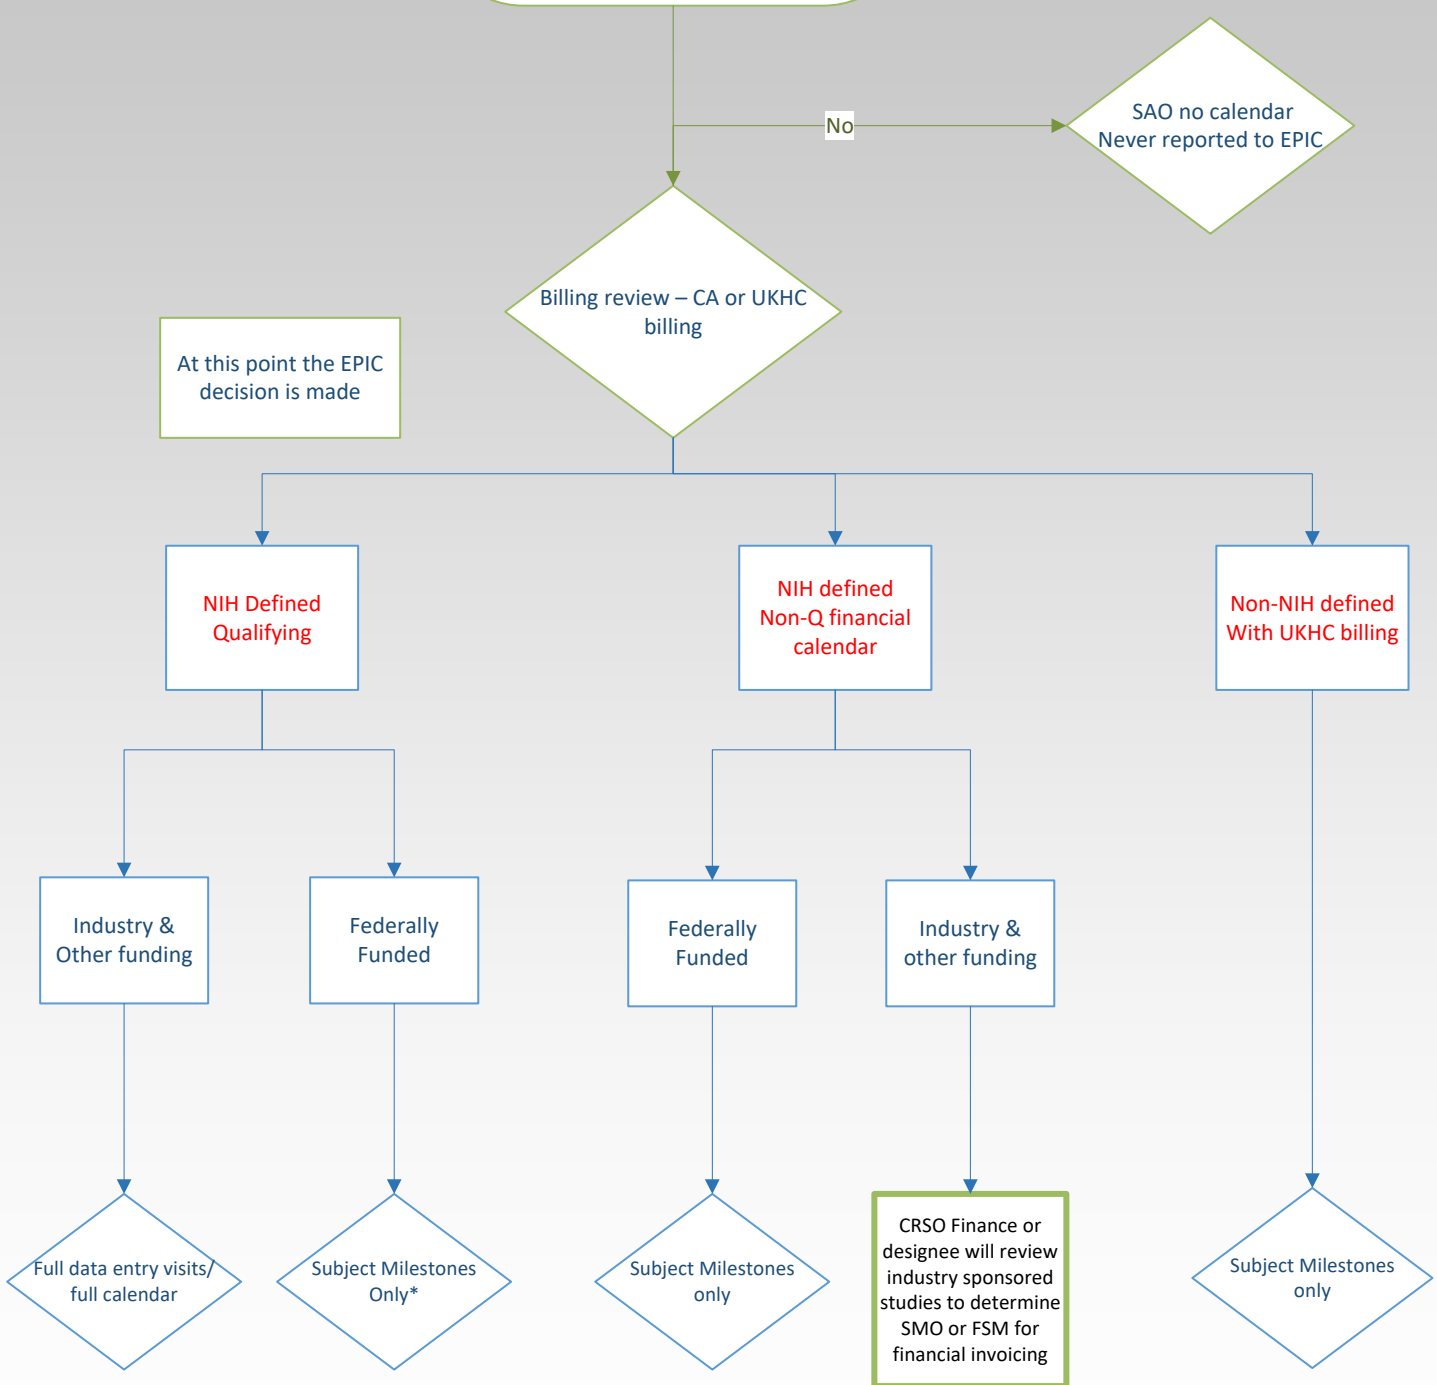 No
SAO no calendar
Never reported to EPIC
Billing review – CA or UKHC
billing
At this point the EPIC
decision is made
NIH Defined
Qualifying
NIH defined
Non-Q financial
calendar
Non-NIH defined
With UKHC billing
Industry &
Other funding
Federally
Funded
Federally
Funded
Industry &
other funding
Full data entry visits/
full calendar
Subject Milestones
Only*
Subject Milestones
only
CRSO Finance or
designee will review
industry sponsored
studies to determine
SMO or FSM for
financial invoicing
Subject Milestones
only